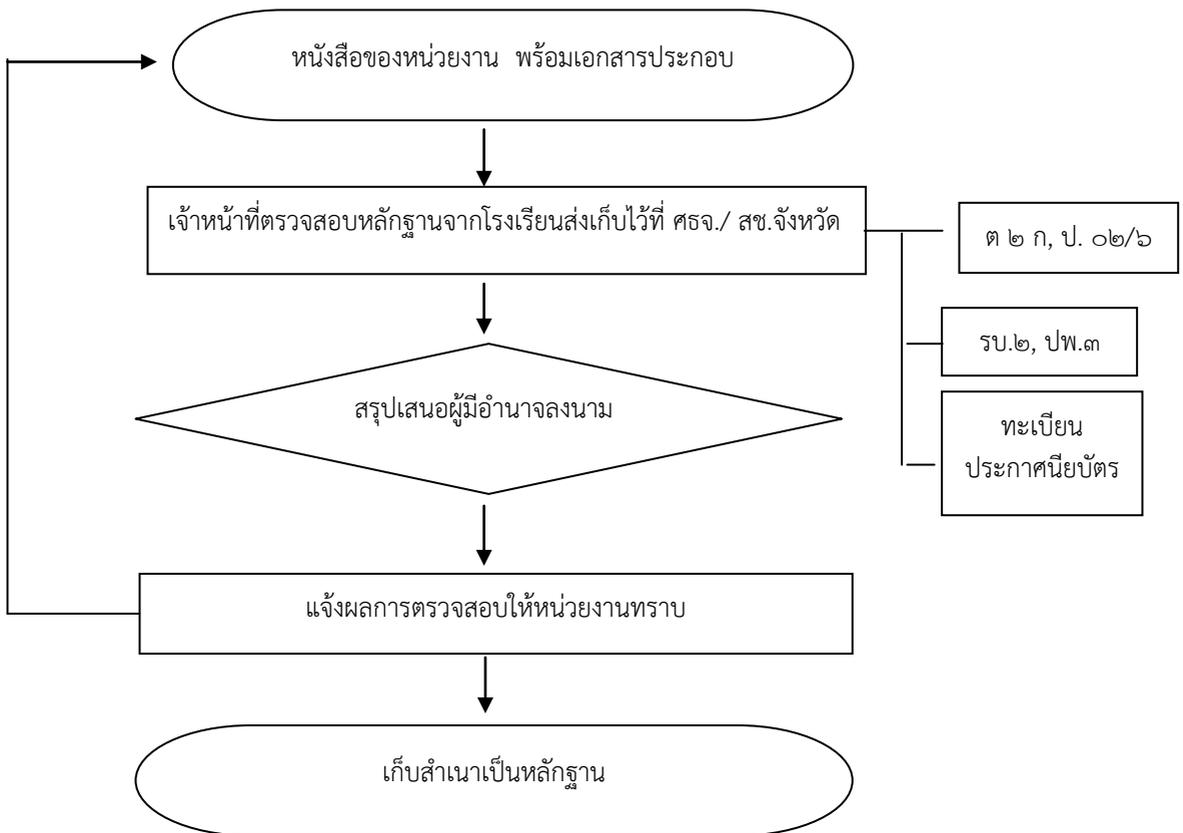 หนังสือของหน่วยงาน พร้อมเอกสารประกอบ
เจ้าหน้าที่ตรวจสอบหลักฐานจากโรงเรียนส่งเก็บไว้ที่ ศธจ./ สช.จังหวัด
ต ๒ ก, ป. ๐๒/๖
รบ.๒, ปพ.๓
ทะเบียน
ประกาศนียบัตร
สรุปเสนอผู้มีอำนาจลงนาม
แจ้งผลการตรวจสอบให้หน่วยงานทราบ
เก็บสำเนาเป็นหลักฐาน